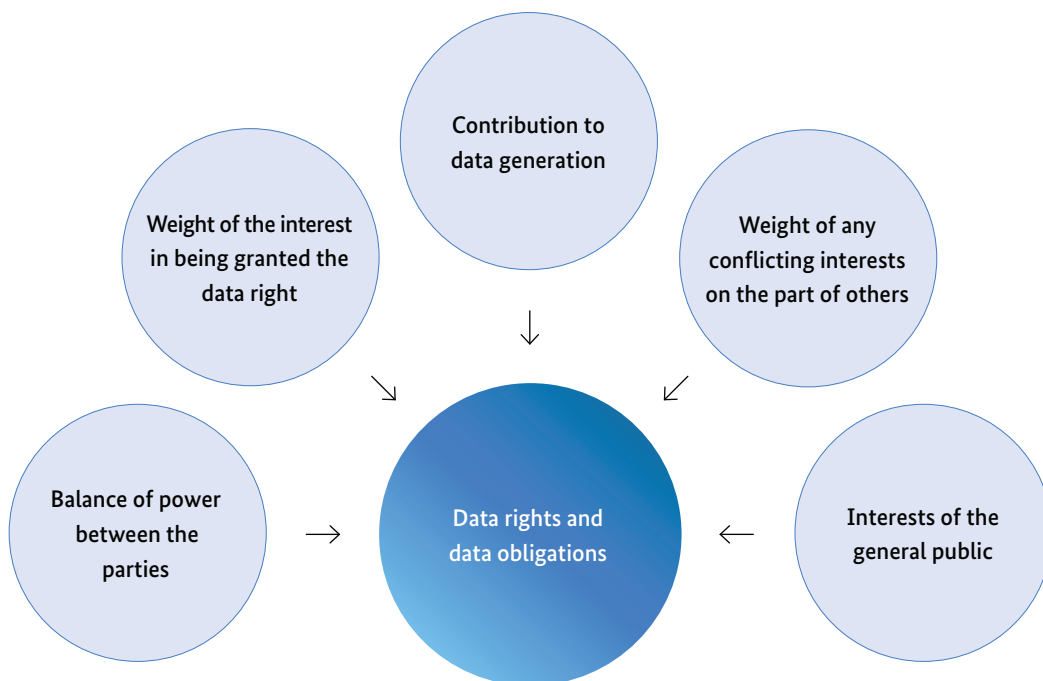 Contribution to
data generation
Weight of the interest
in being granted the
data right
Weight of any
conflicting interests
on the part of others
Balance of power
between the
parties
Data rights and
data obligations
Interests of the
general public